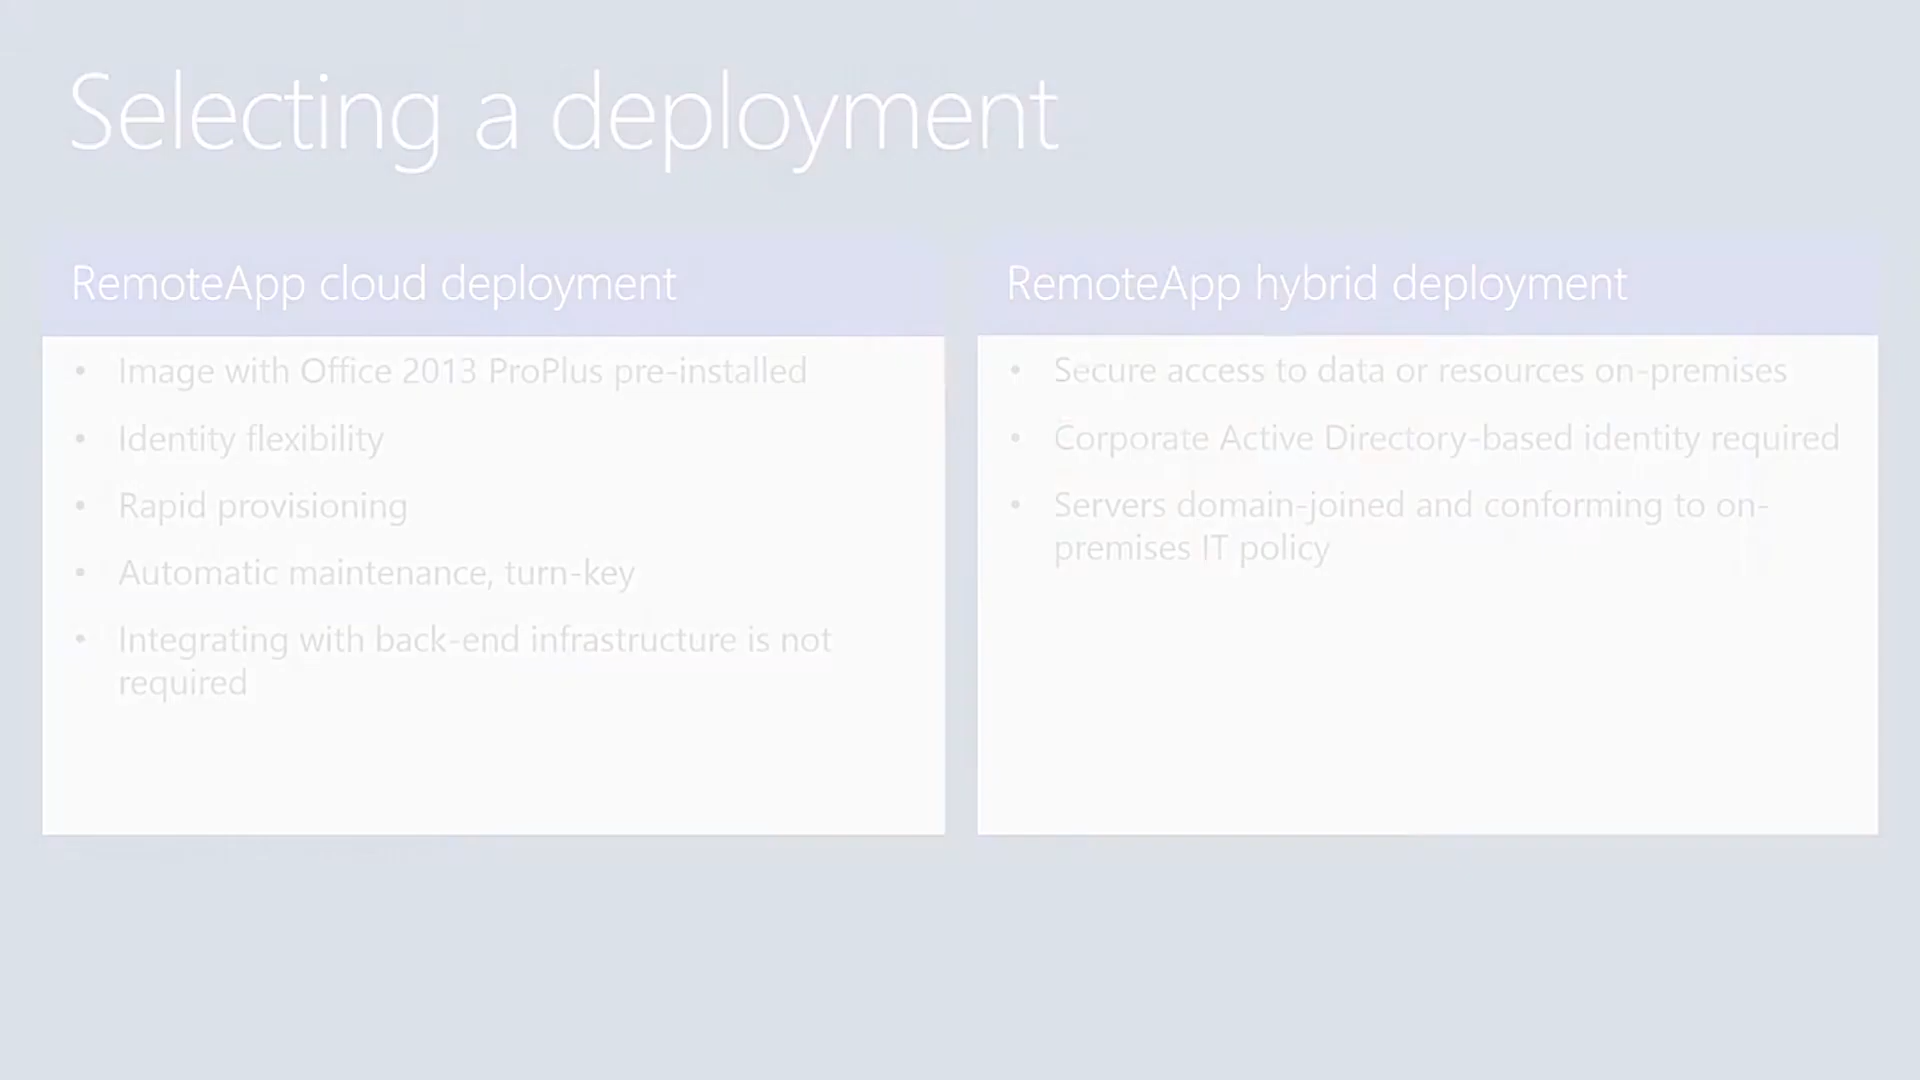 Selecting a deployment
RemoteApp cloud deployment
• Image with Office 2013 ProPlus pre-installed
• Identity flexibility
• Rapid provisioning
• Automatic maintenance, turn-key
• Integrating with back-end infrastructure is not
required
RemoteApp hybrid deployment
• Secure access to data or resources on-premises
• Corporate Active Directory-based identity required
• Servers domain-joined and conforming to on-
premises IT policy